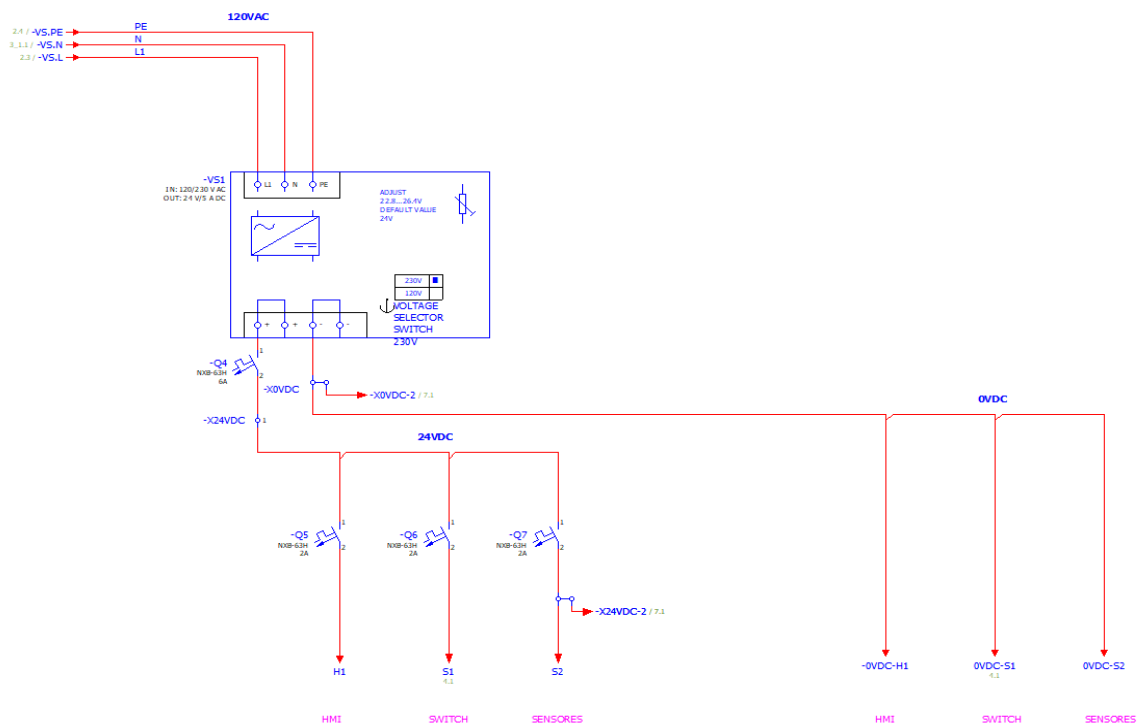 120VAC
2.4 / -VS.PE
PE
3_1.1 / -VS.N
N
2.3 / -VS.L
L1
-VS1
IN: 120/230 V AC
OUT: 24 V/5 A DC
L1 N PE
ADJUST
22.8...26.4V
DEFAULT VALUE
24V
230V
120V
VOLTAGE
SELECTOR
SWITCH
230V
+ + - -
-Q4
NXB-63H
6A
1
2
-X0VDC
-X0VDC-2 / 7.1
-X24VDC
1
0VDC
24VDC
-Q5
NXB-63H
2A
1
2
-Q6
NXB-63H
2A
1
2
-Q7
NXB-63H
2A
1
2
-X24VDC-2 / 7.1
H1
S1
4.1
S2
-0VDC-H1
0VDC-S1
4.1
0VDC-S2
HMI
SWITCH
SENSORES
HMI
SWITCH
SENSORES